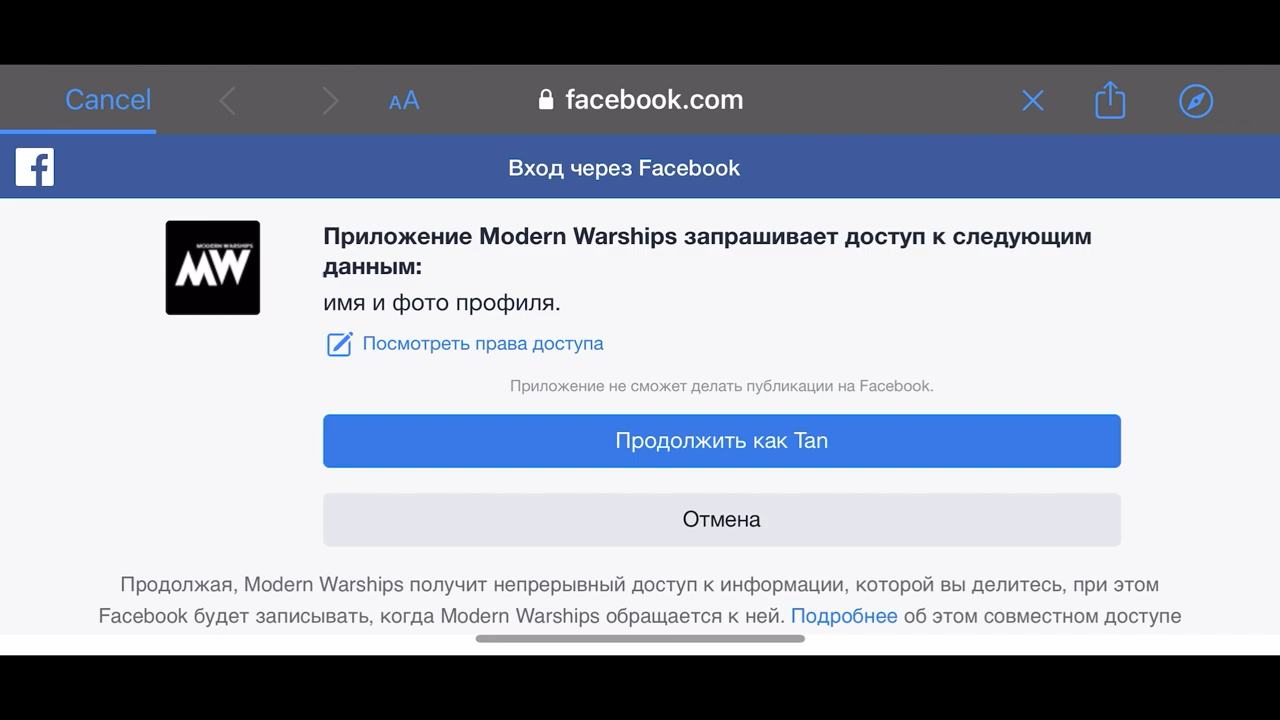 Cancel
AA
facebook.com
Вход через Facebook
MODERN WARSHIPS
MW
Приложение Modern Warships запрашивает доступ к следующим
данным:
имя и фото профиля.
Посмотреть права доступа
Приложение не сможет делать публикации на Facebook.
Продолжить как Tan
Отмена
Продолжая, Modern Warships получит непрерывный доступ к информации, которой вы делитесь, при этом
Facebook будет записывать, когда Modern Warships обращается к ней. Подробнее об этом совместном доступе